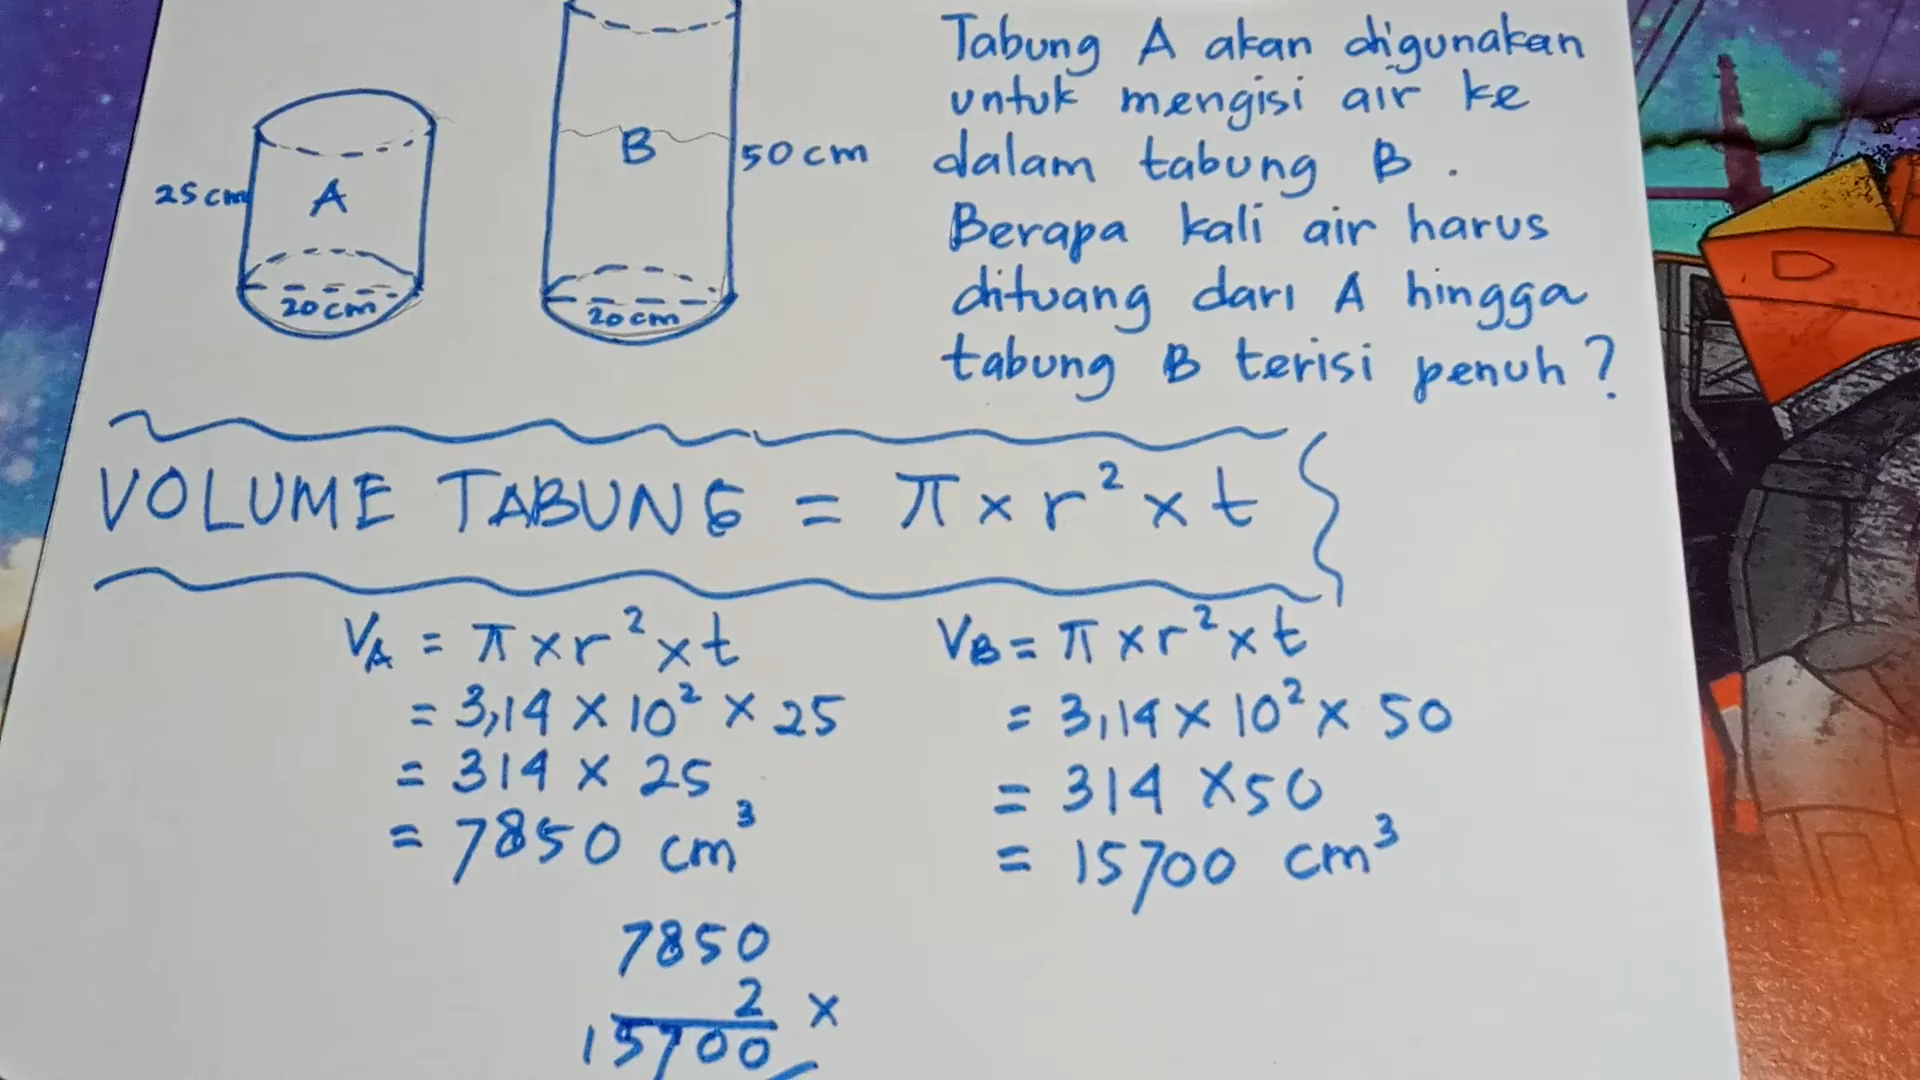 25 cm
A
20 cm
B
50 cm
20 cm
Tabung A akan digunakan
untuk mengisi air ke
dalam tabung B.
Berapa kali air harus
dituang dari A hingga
tabung B terisi penuh?
VOLUME TABUNG = π × r² × t
VA = π × r² × t
= 3,14 × 10² × 25
= 314 × 25
= 7850 cm³
VB = π × r² × t
= 3,14 × 10² × 50
= 314 × 50
= 15700 cm³
7850
2 ×
15700